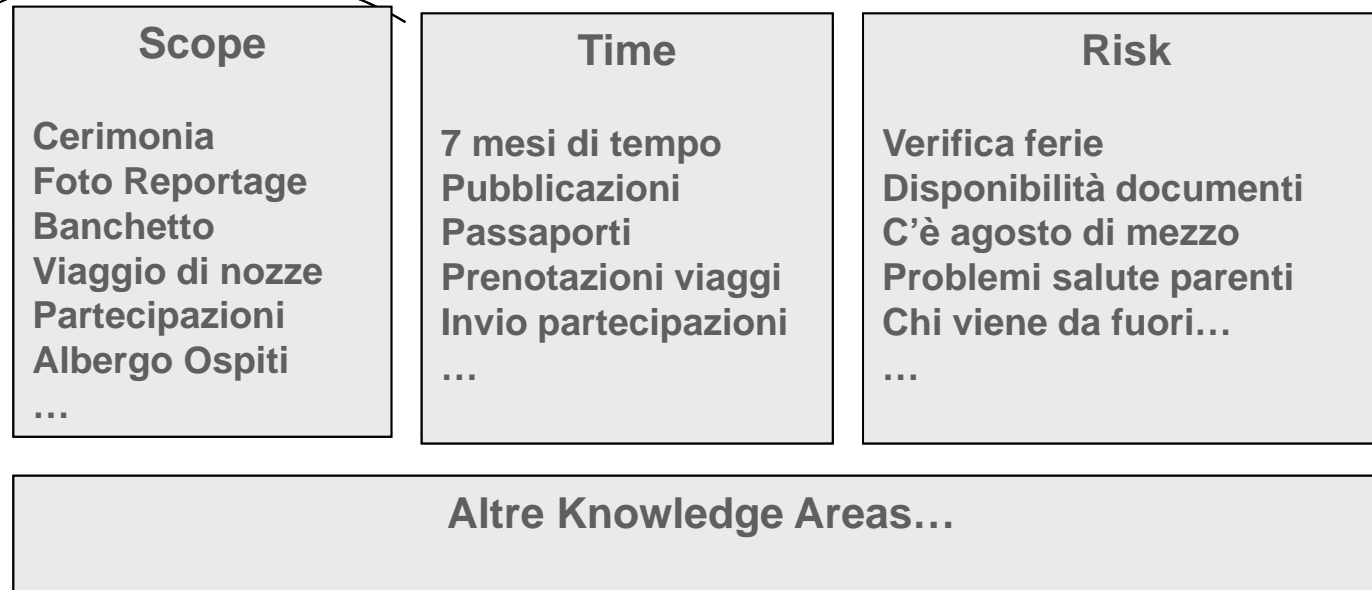 Scope
Cerimonia
Foto Reportage
Banchetto
Viaggio di nozze
Partecipazioni
Albergo Ospiti
…
Time
7 mesi di tempo
Pubblicazioni
Passaporti
Prenotazioni viaggi
Invio partecipazioni
…
Risk
Verifica ferie
Disponibilità documenti
C’è agosto di mezzo
Problemi salute parenti
Chi viene da fuori…
…
Altre Knowledge Areas…